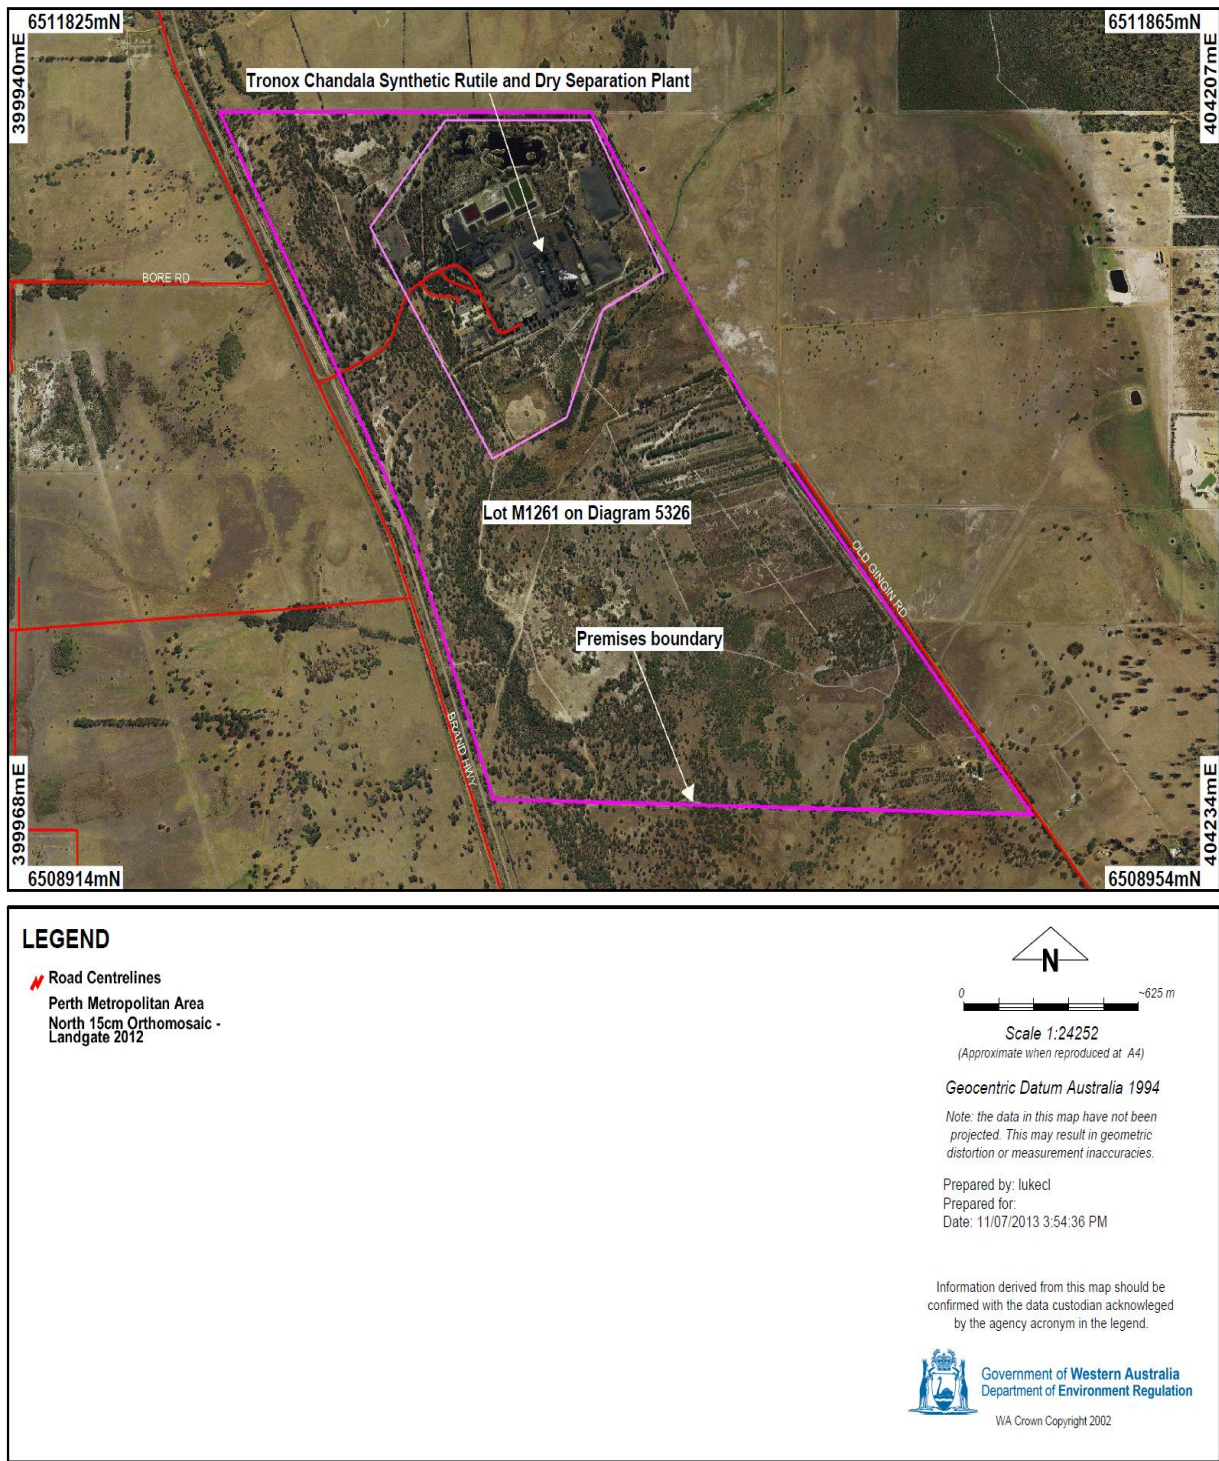 6511825mN
6511865mN
399940mE
404207mE
Tronox Chandala Synthetic Rutile and Dry Separation Plant
BORE RD
Lot M1261 on Diagram 5326
OLD GINGIN RD
Premises boundary
BRAND HWY
399968mE
404234mE
6508914mN
6508954mN
LEGEND
Road Centrelines
Perth Metropolitan Area
North 15cm Orthomosaic -
Landgate 2012
N
0
~625 m
Scale 1:24252
(Approximate when reproduced at A4)
Geocentric Datum Australia 1994
Note: the data in this map have not been
projected. This may result in geometric
distortion or measurement inaccuracies.
Prepared by: lukecl
Prepared for:
Date: 11/07/2013 3:54:36 PM
Information derived from this map should be
confirmed with the data custodian acknowleged
by the agency acronym in the legend.
Government of Western Australia
Department of Environment Regulation
WA Crown Copyright 2002